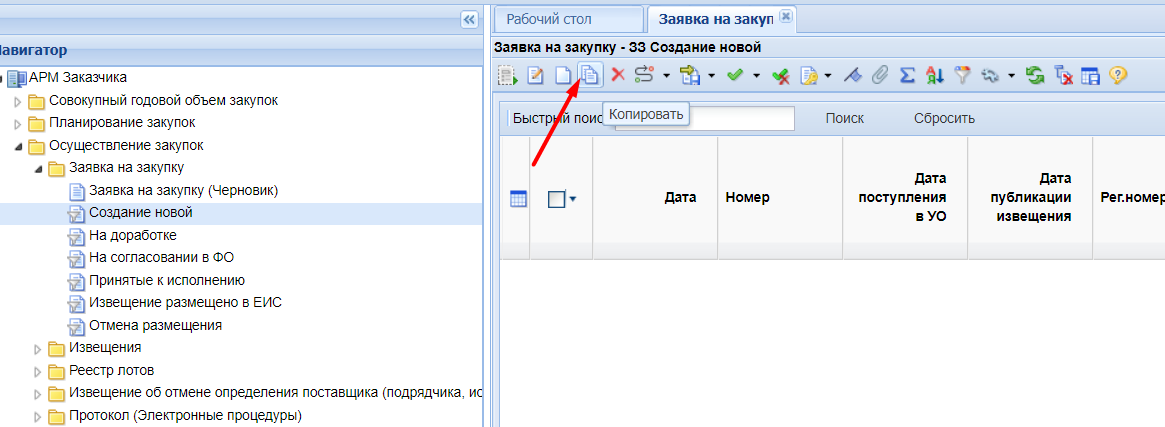 Рабочий стол
Заявка на закуп
Навигатор
Заявка на закупку - ЗЗ Создание новой
АРМ Заказчика
Совокупный годовой объем закупок
Планирование закупок
Осуществление закупок
Заявка на закупку
Заявка на закупку (Черновик)
Создание новой
На доработке
На согласовании в ФО
Принятые к исполнению
Извещение размещено в ЕИС
Отмена размещения
Извещения
Реестр лотов
Извещение об отмене определения поставщика (подрядчика, ис
Протокол (Электронные процедуры)
Копировать
Быстрый поис
Поиск
Сбросить
Дата
Номер
Дата
поступления
в УО
Дата
публикации
извещения
Рег.номер